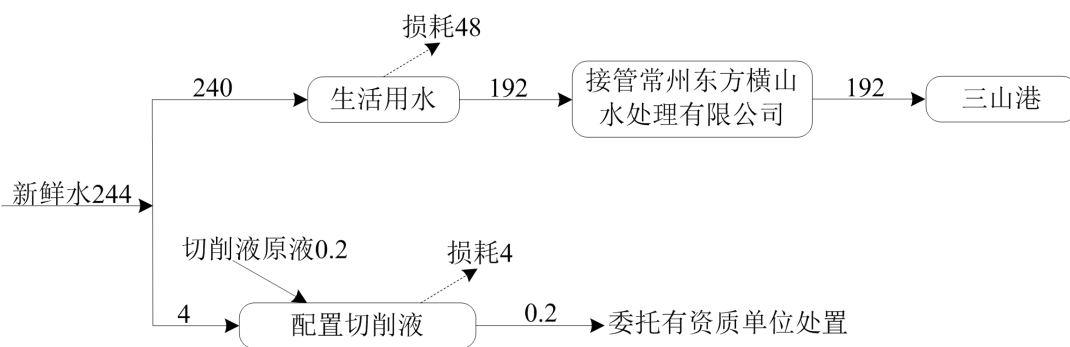 损耗48
240
生活用水
192
接管常州东方横山
水处理有限公司
192
三山港
新鲜水244
切削液原液0.2
损耗4
4
配置切削液
0.2
委托有资质单位处置